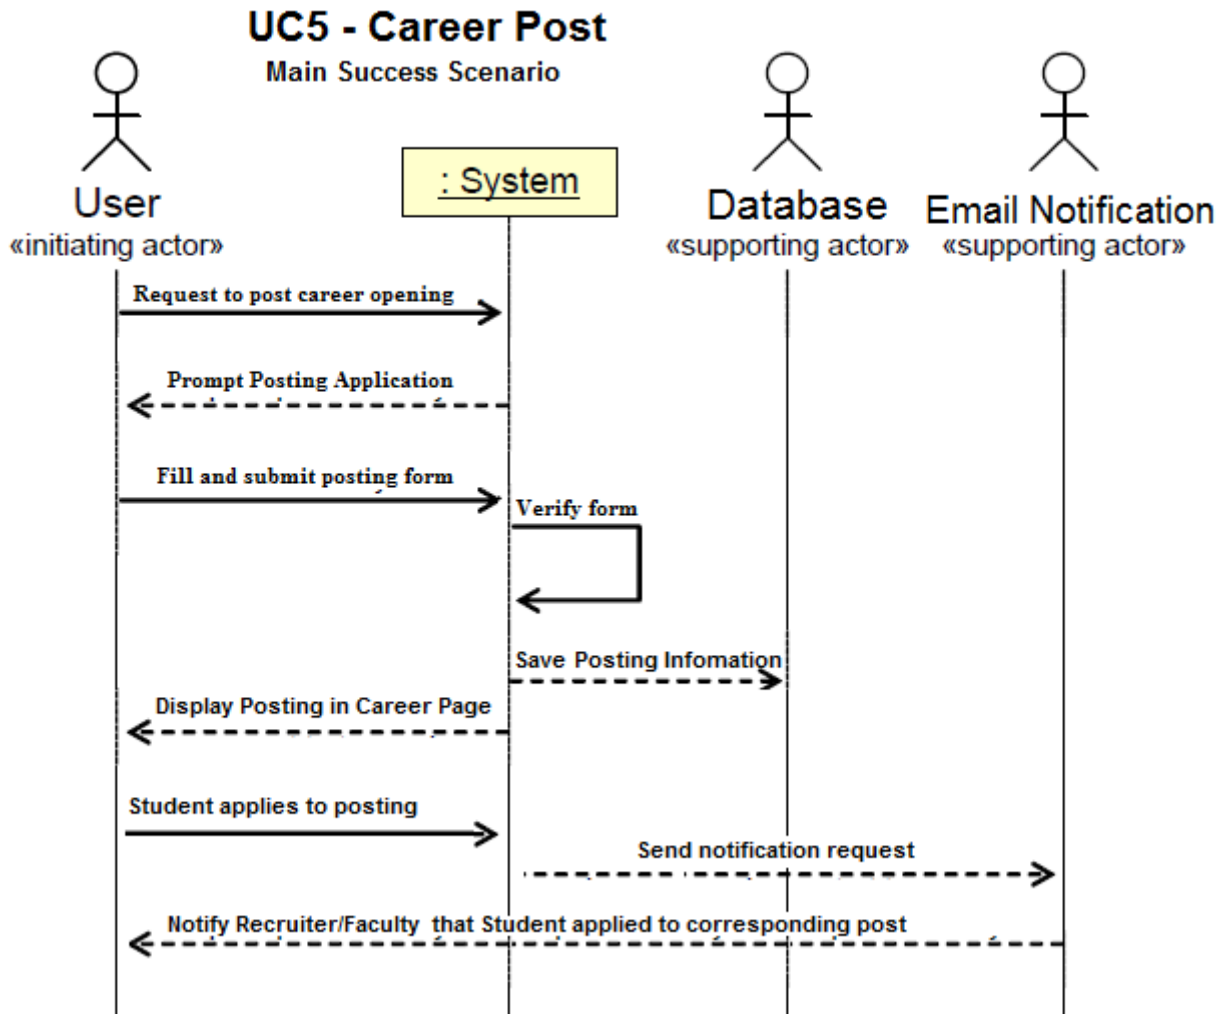 UC5 - Career Post
Main Success Scenario
: System
User
«initiating actor»
Database
«supporting actor»
Email Notification
«supporting actor»
Request to post career opening
Prompt Posting Application
Fill and submit posting form
Verify form
Save Posting Infomation
Display Posting in Career Page
Student applies to posting
Send notification request
Notify Recruiter/Faculty that Student applied to corresponding post